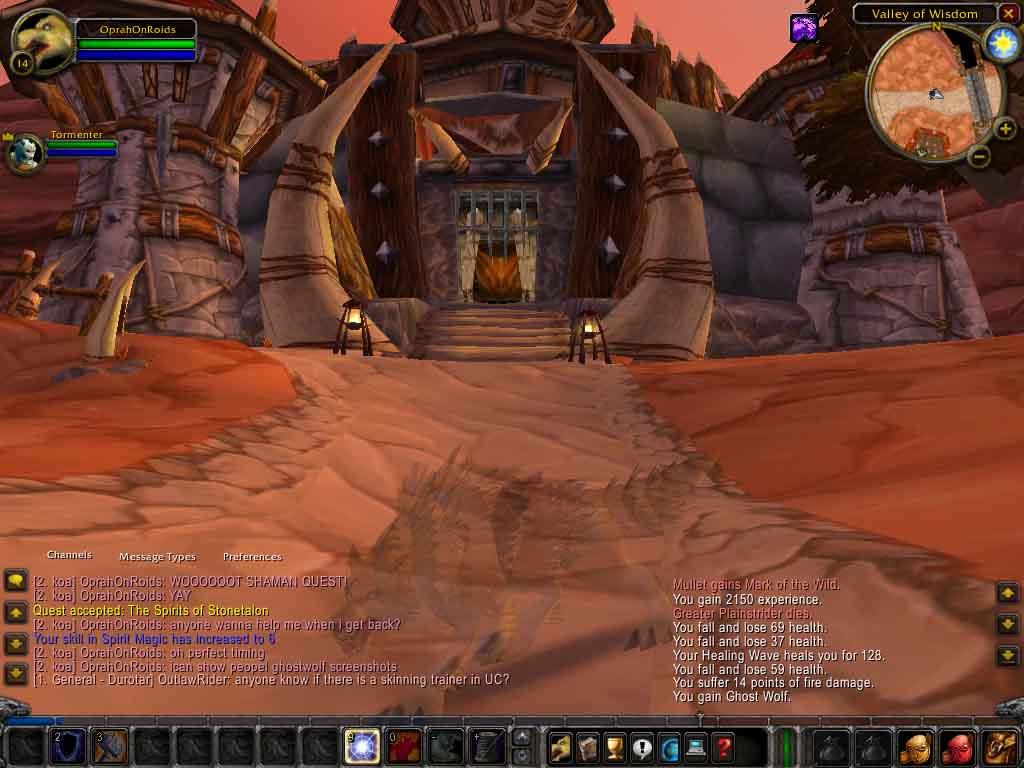 OprahOnRoids
Valley of Wisdom
N
14
Tormenter
Channels Message Types Preferences
[2. koa] OprahOnRoids: WOOOOOOT SHAMAN QUEST!
[2. koa] OprahOnRoids: YAY
Quest accepted: The Spirits of Stonetalon
[2. koa] OprahOnRoids: anyone wanna help me when i get back?
Your skill in Spirit Magic has increased to 6.
[2. koa] OprahOnRoids: oh perfect timing
[2. koa] OprahOnRoids: ican show peopel ghostwolf screenshots
[1. General - Durotar] OutlawRider: anyone know if there is a skinning trainer in UC?
Mullet gains Mark of the Wild.
You gain 2150 experience.
Greater Plainstrider dies.
You fall and lose 69 health.
You fall and lose 37 health.
Your Healing Wave heals you for 128.
You fall and lose 59 health.
You suffer 14 points of fire damage.
You gain Ghost Wolf.
2 3 9 0 - =